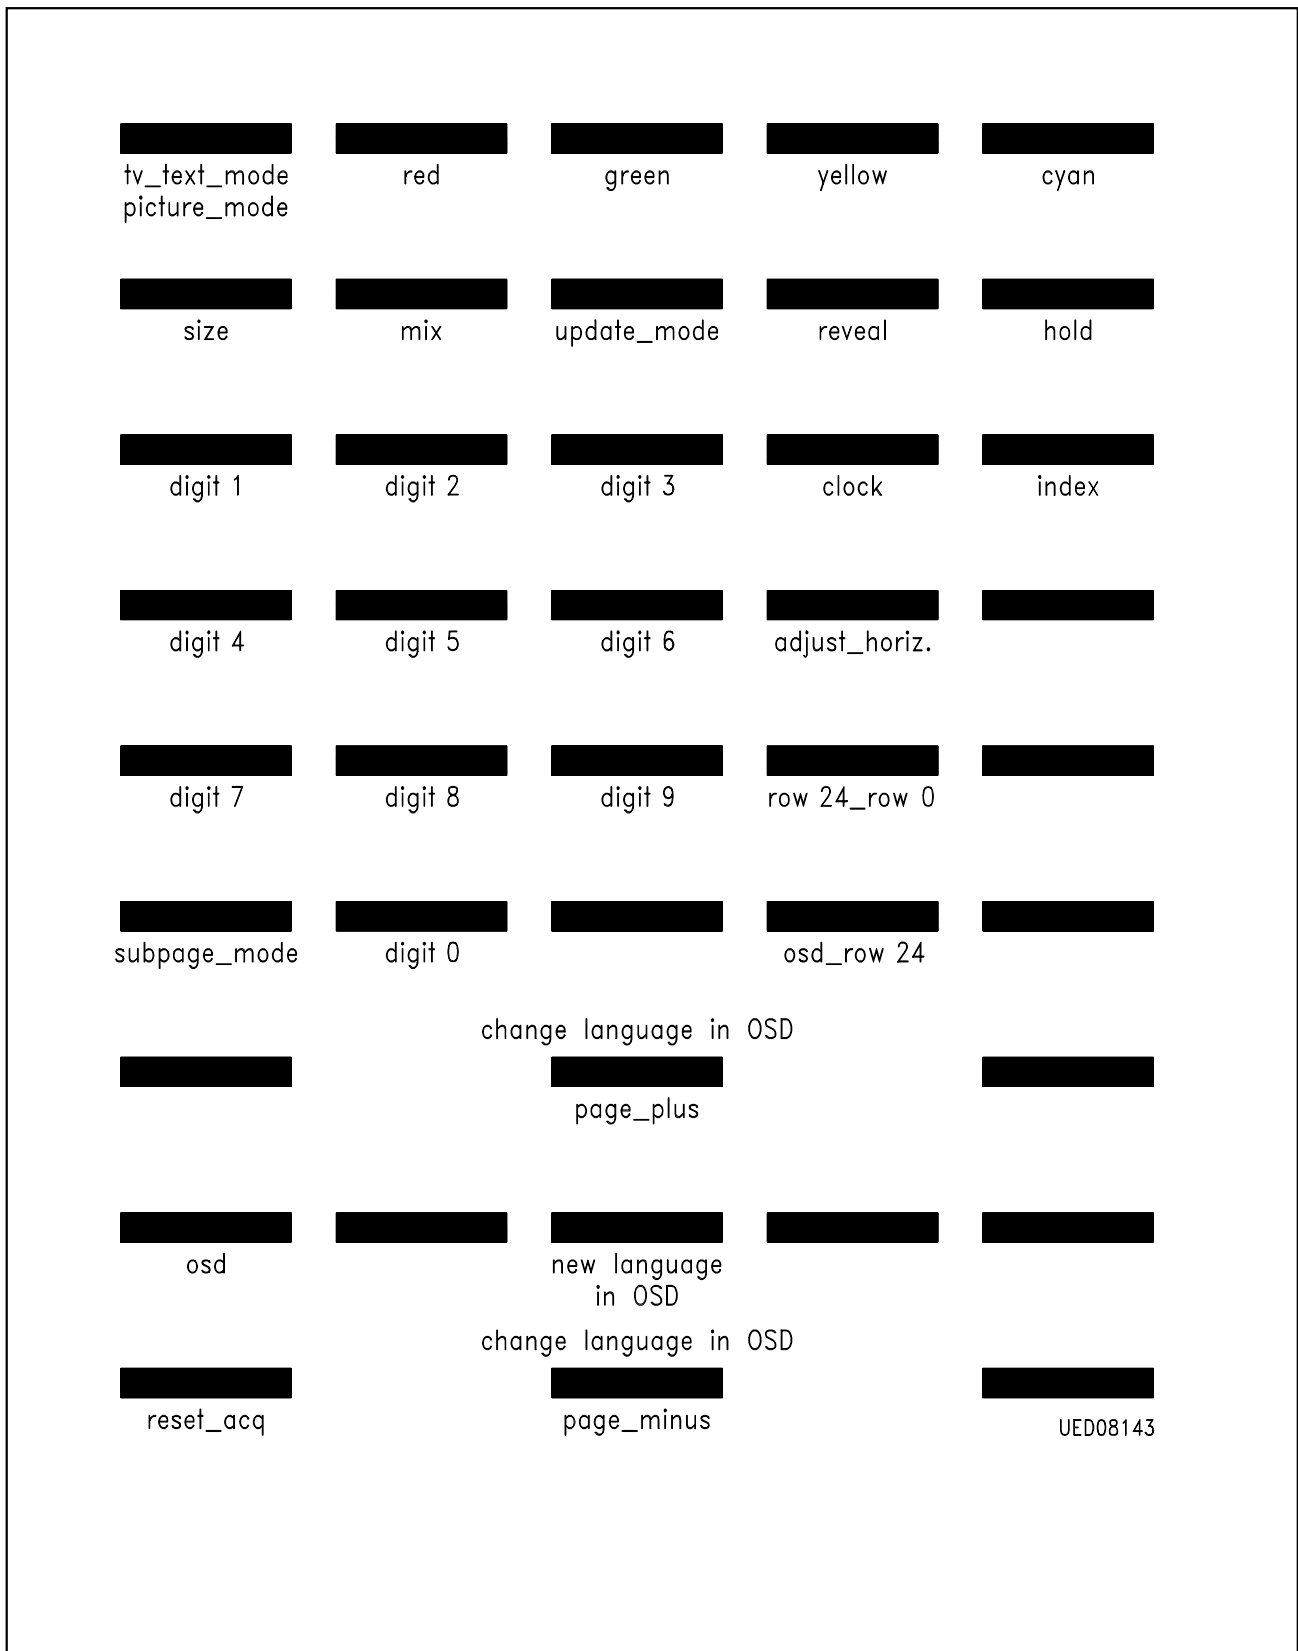 tv_text_mode red green yellow cyan
picture_mode
size mix update_mode reveal hold
digit 1 digit 2 digit 3 clock index
digit 4 digit 5 digit 6 adjust_horiz.
digit 7 digit 8 digit 9 row 24_row 0
subpage_mode digit 0 osd_row 24
change language in OSD
page_plus
osd new language
in OSD
change language in OSD
reset_acq page_minus
UED08143